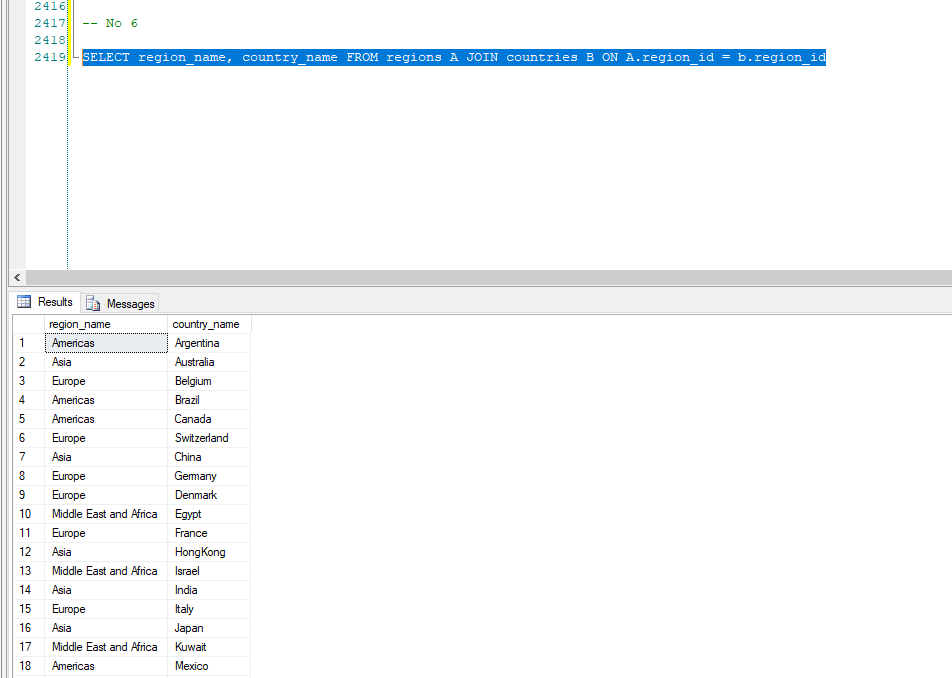 2416
2417 -- No 6
2418
2419 SELECT region_name, country_name FROM regions A JOIN countries B ON A.region_id = b.region_id
Results Messages
region_name country_name
1 Americas Argentina
2 Asia Australia
3 Europe Belgium
4 Americas Brazil
5 Americas Canada
6 Europe Switzerland
7 Asia China
8 Europe Germany
9 Europe Denmark
10 Middle East and Africa Egypt
11 Europe France
12 Asia HongKong
13 Middle East and Africa Israel
14 Asia India
15 Europe Italy
16 Asia Japan
17 Middle East and Africa Kuwait
18 Americas Mexico